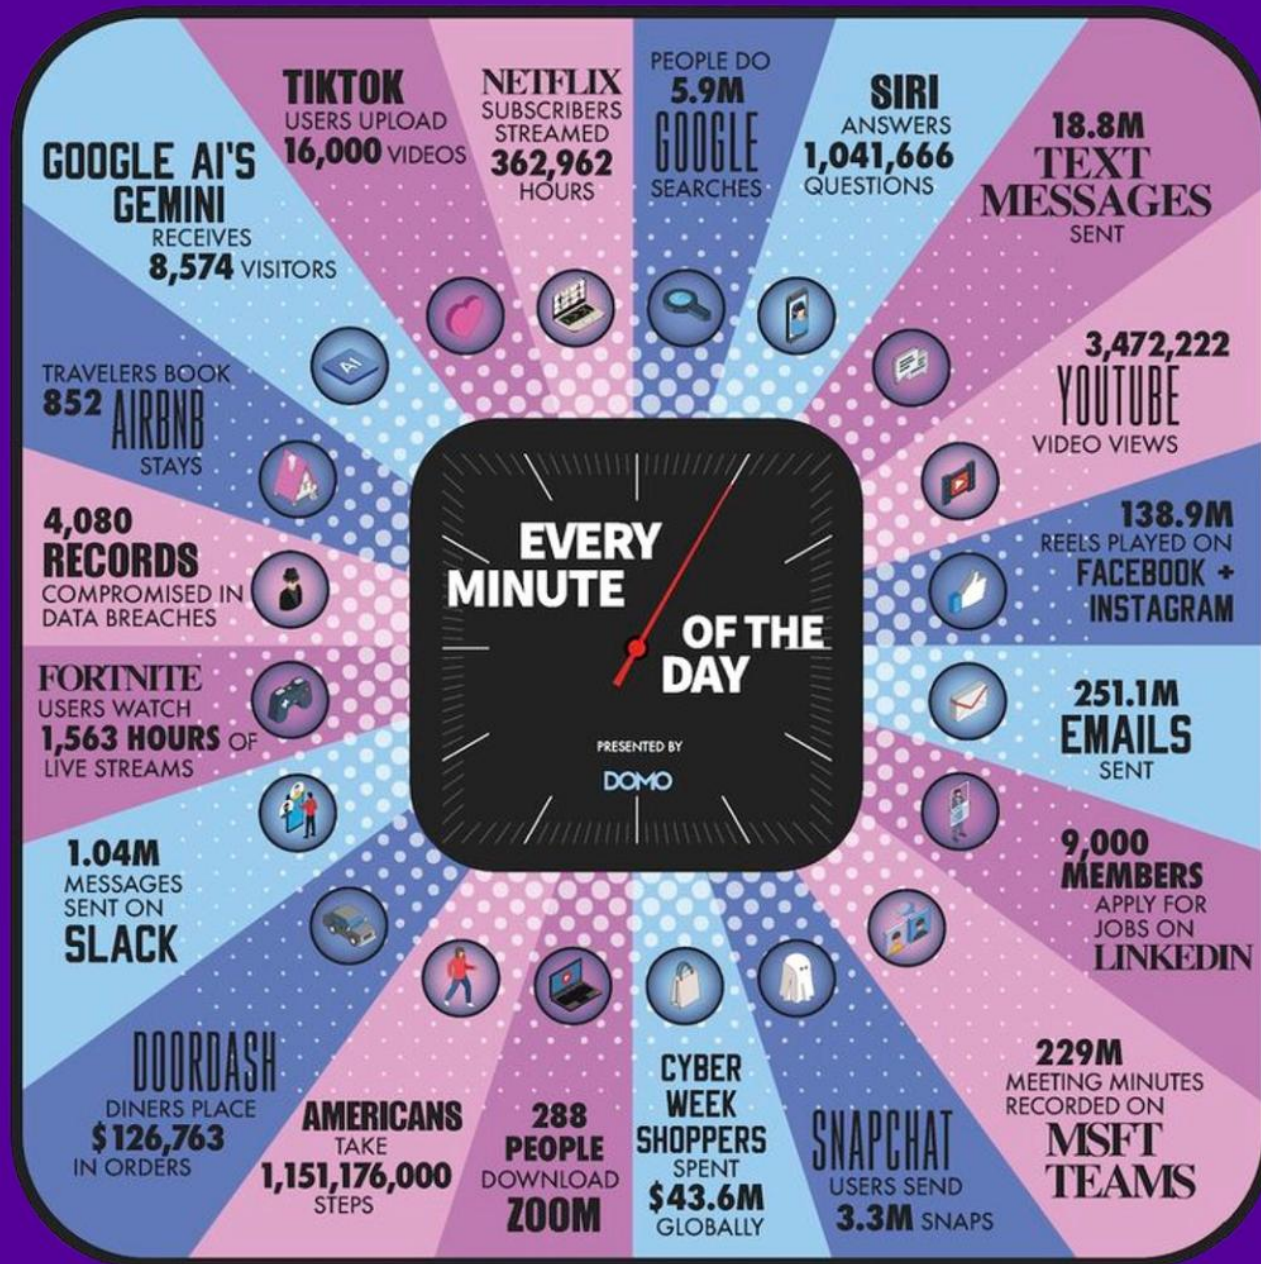 PEOPLE DO
5.9M
GOOGLE
SEARCHES
SIRI
ANSWERS
1,041,666
QUESTIONS
18.8M
TEXT
MESSAGES
SENT
3,472,222
YOUTUBE
VIDEO VIEWS
138.9M
REELS PLAYED ON
FACEBOOK +
INSTAGRAM
251.1M
EMAILS
SENT
9,000
MEMBERS
APPLY FOR
JOBS ON
LINKEDIN
229M
MEETING MINUTES
RECORDED ON
MSFT
TEAMS
SNAPCHAT
USERS SEND
3.3M SNAPS
CYBER
WEEK
SHOPPERS
SPENT
$43.6M
GLOBALLY
288
PEOPLE
DOWNLOAD
ZOOM
AMERICANS
TAKE
1,151,176,000
STEPS
DOORDASH
DINERS PLACE
$126,763
IN ORDERS
1.04M
MESSAGES
SENT ON
SLACK
FORTNITE
USERS WATCH
1,563 HOURS OF
LIVE STREAMS
4,080
RECORDS
COMPROMISED IN
DATA BREACHES
TRAVELERS BOOK
852 AIRBNB
STAYS
GOOGLE AI'S
GEMINI
RECEIVES
8,574 VISITORS
TIKTOK
USERS UPLOAD
16,000 VIDEOS
NETFLIX
SUBSCRIBERS
STREAMED
362,962
HOURS
AI
EVERY
MINUTE
OF THE
DAY
PRESENTED BY
DOMO